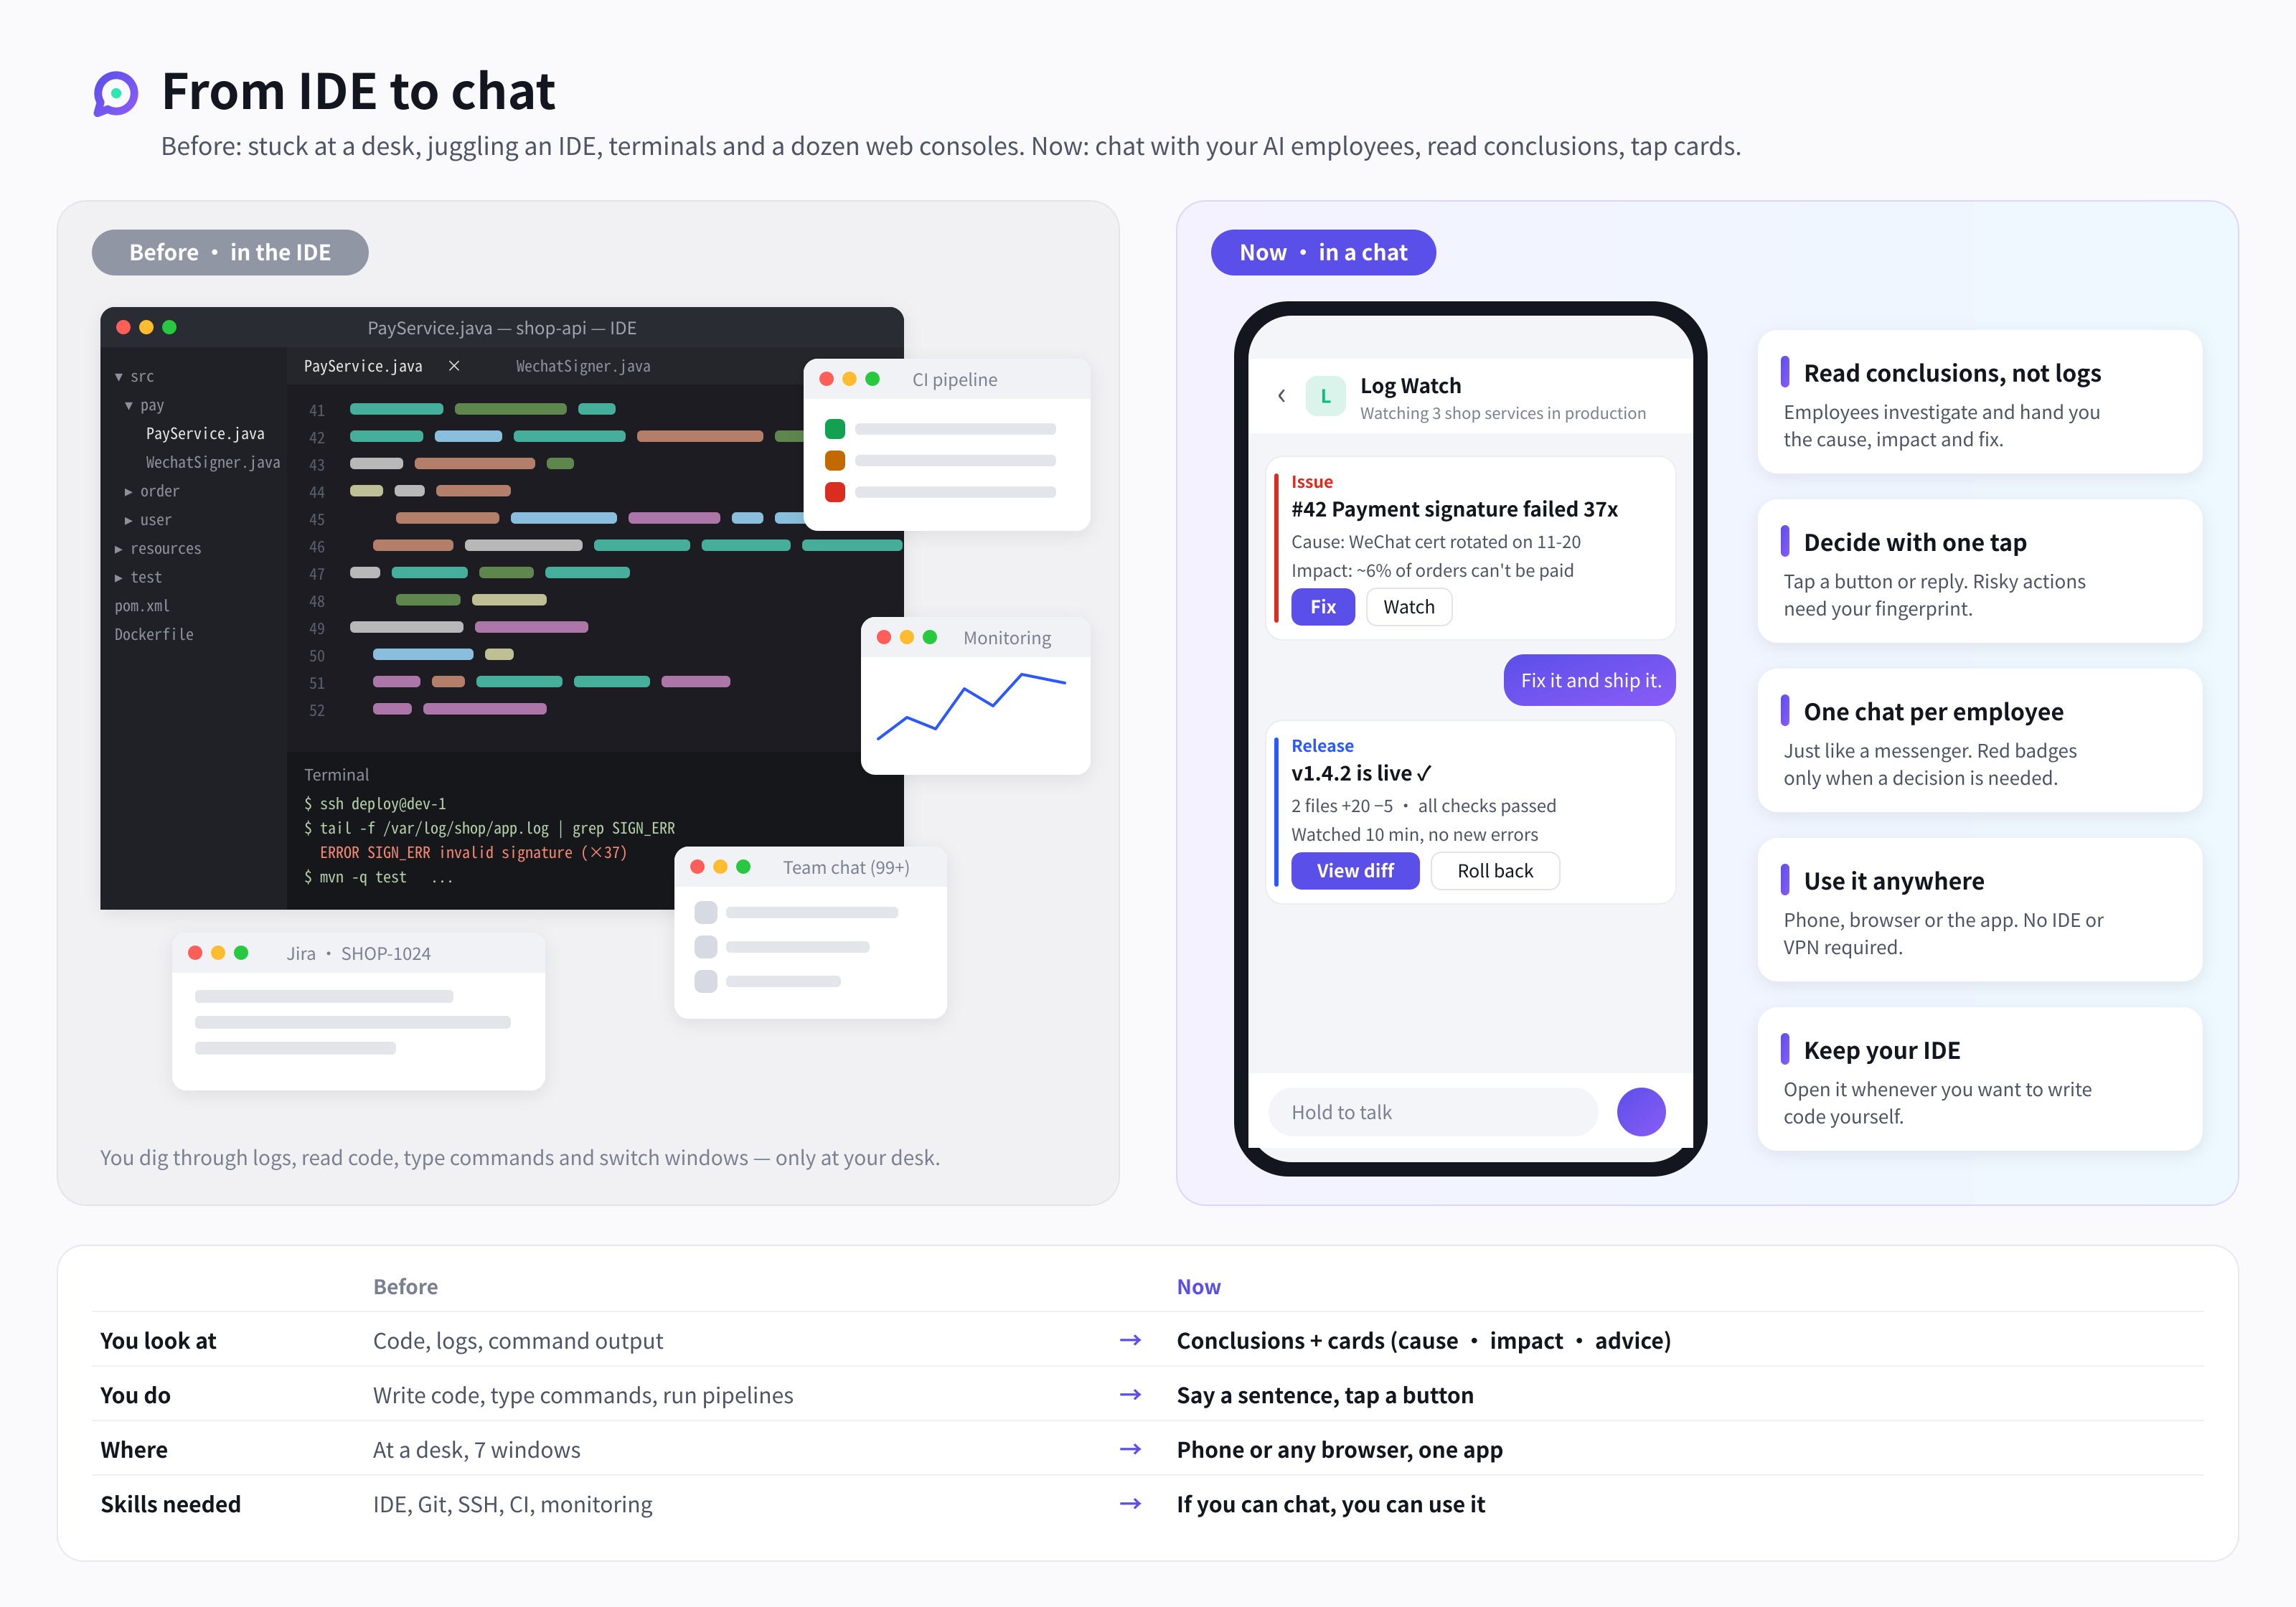 From IDE to chat
Before: stuck at a desk, juggling an IDE, terminals and a dozen web consoles. Now: chat with your AI employees, read conclusions, tap cards.
Before • in the IDE
PayService.java — shop-api — IDE
▾ src
▾ pay
PayService.java
WechatSigner.java
▸ order
▸ user
▸ resources
▸ test
pom.xml
Dockerfile
PayService.java ×
WechatSigner.java
41
42
43
44
45
46
47
48
49
50
51
52
Terminal
$ ssh deploy@dev-1
$ tail -f /var/log/shop/app.log | grep SIGN_ERR
ERROR SIGN_ERR invalid signature (×37)
$ mvn -q test ...
CI pipeline
Monitoring
Team chat (99+)
Jira • SHOP-1024
You dig through logs, read code, type commands and switch windows — only at your desk.
Now • in a chat
‹
L
Log Watch
Watching 3 shop services in production
Issue
#42 Payment signature failed 37x
Cause: WeChat cert rotated on 11-20
Impact: ~6% of orders can't be paid
Fix
Watch
Fix it and ship it.
Release
v1.4.2 is live ✓
2 files +20 −5 • all checks passed
Watched 10 min, no new errors
View diff
Roll back
Hold to talk
Read conclusions, not logs
Employees investigate and hand you
the cause, impact and fix.
Decide with one tap
Tap a button or reply. Risky actions
need your fingerprint.
One chat per employee
Just like a messenger. Red badges
only when a decision is needed.
Use it anywhere
Phone, browser or the app. No IDE or
VPN required.
Keep your IDE
Open it whenever you want to write
code yourself.
Before
Now
You look at
Code, logs, command output
→
Conclusions + cards (cause • impact • advice)
You do
Write code, type commands, run pipelines
→
Say a sentence, tap a button
Where
At a desk, 7 windows
→
Phone or any browser, one app
Skills needed
IDE, Git, SSH, CI, monitoring
→
If you can chat, you can use it